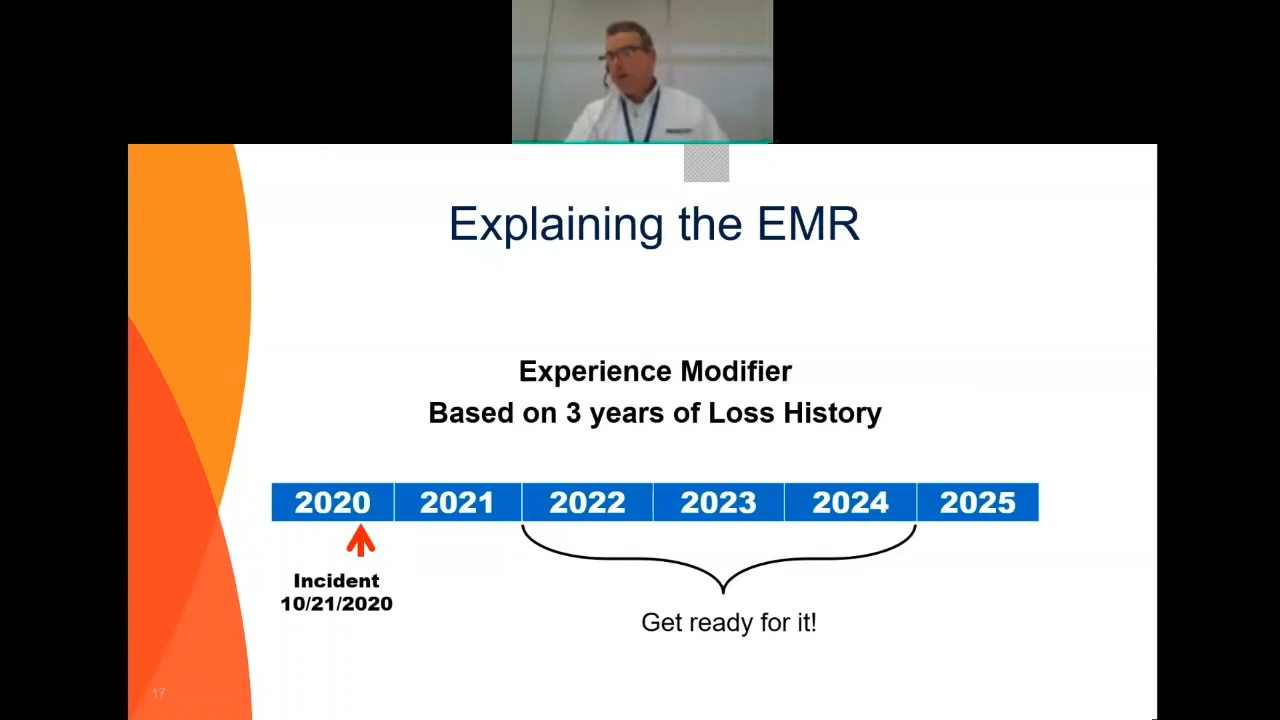 Explaining the EMR
Experience Modifier
Based on 3 years of Loss History
2020 2021 2022 2023 2024 2025
Incident
10/21/2020
Get ready for it!
17